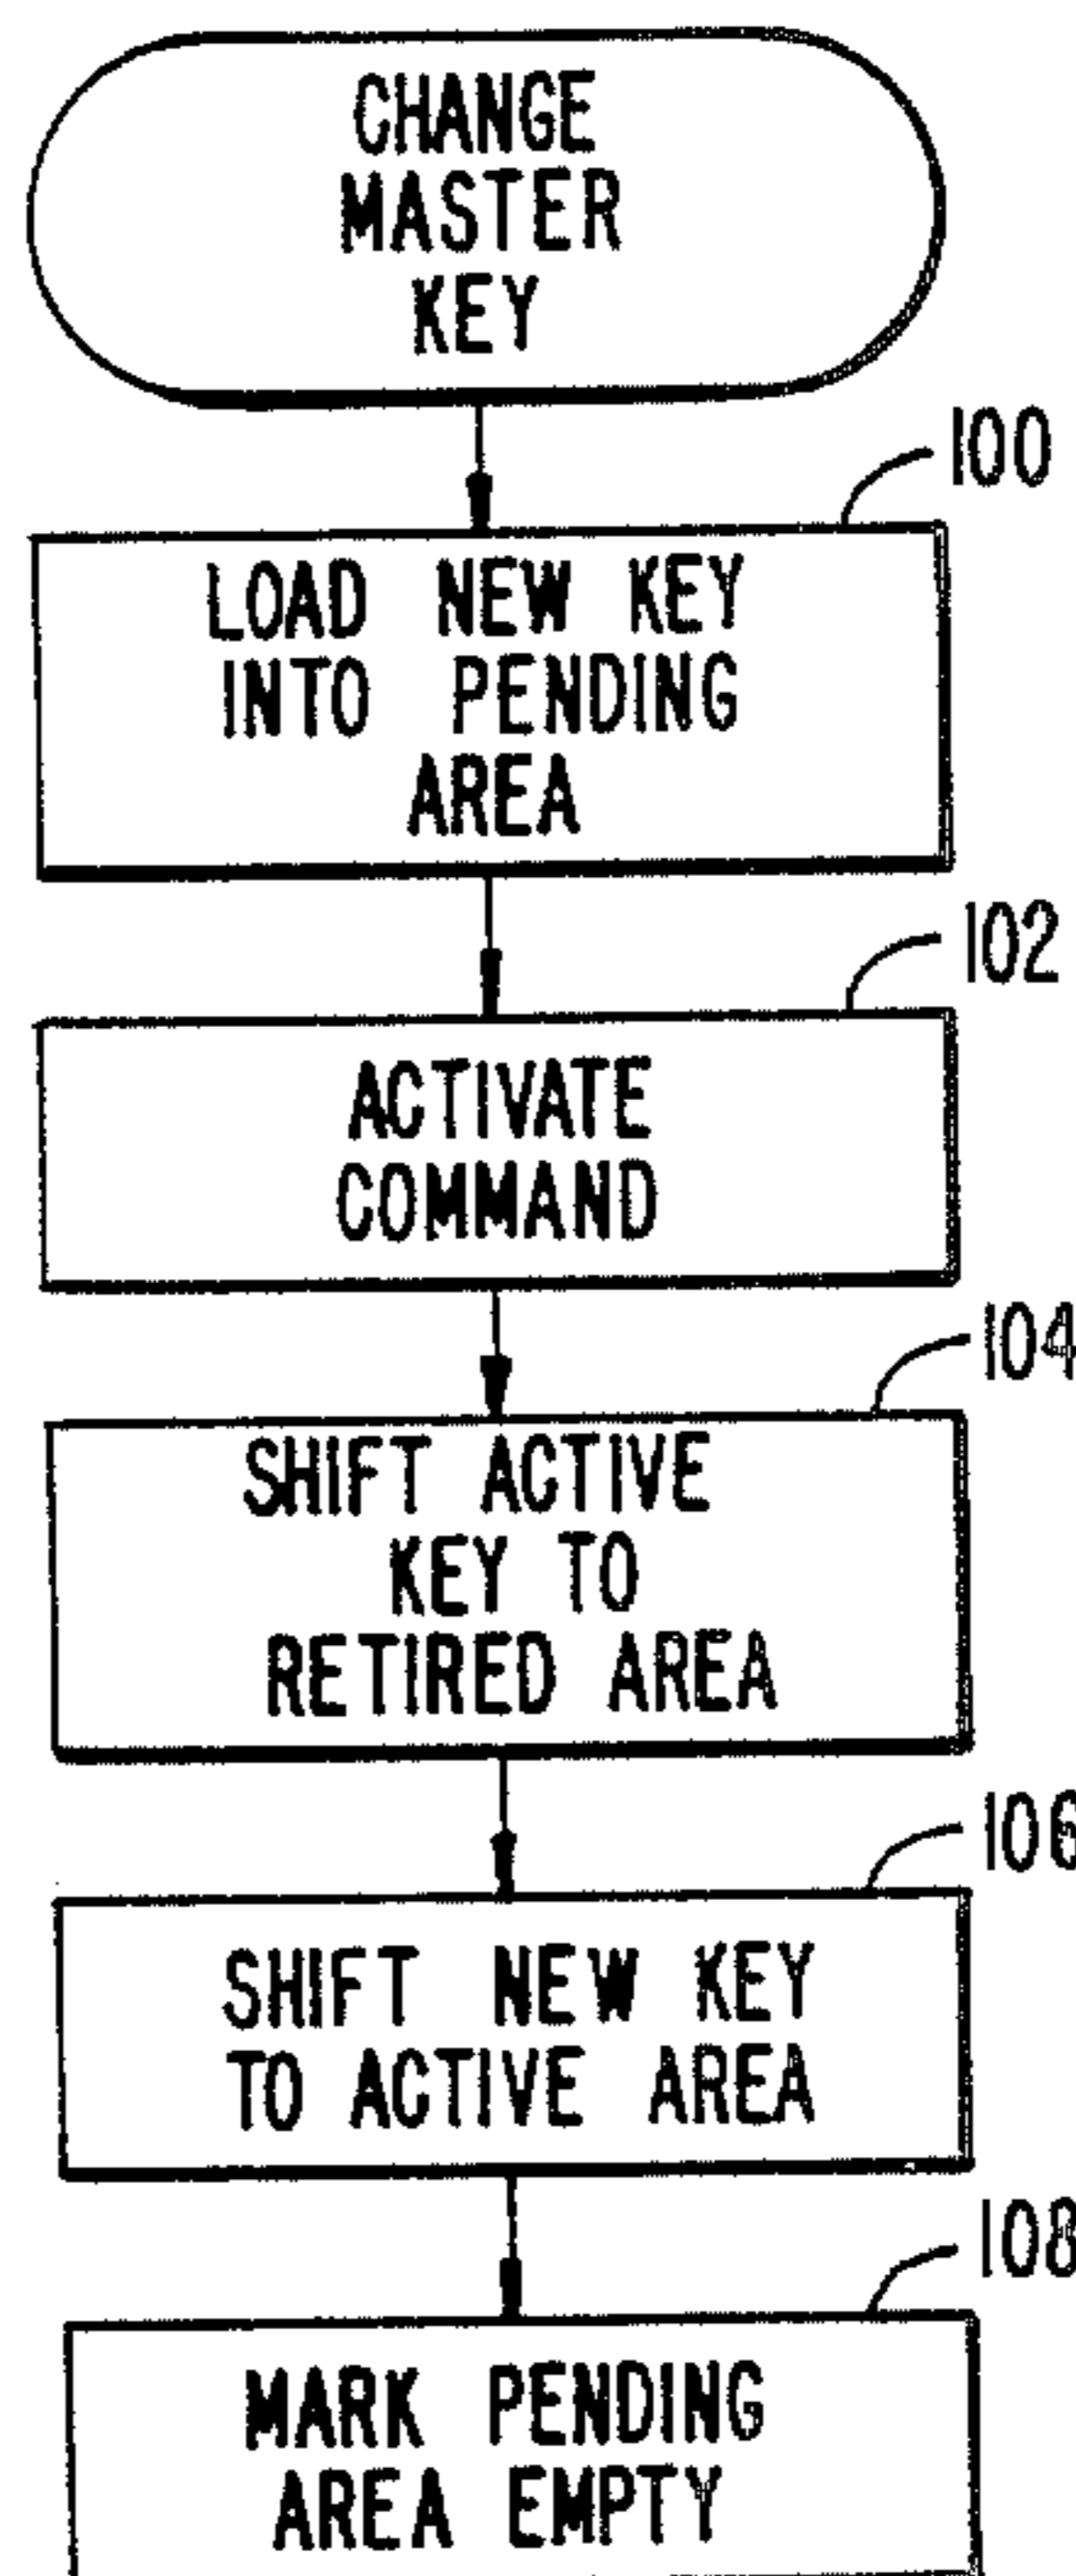 CHANGE
MASTER
KEY
100
LOAD NEW KEY
INTO PENDING
AREA
102
ACTIVATE
COMMAND
104
SHIFT ACTIVE
KEY TO
RETIRED AREA
106
SHIFT NEW KEY
TO ACTIVE AREA
108
MARK PENDING
AREA EMPTY